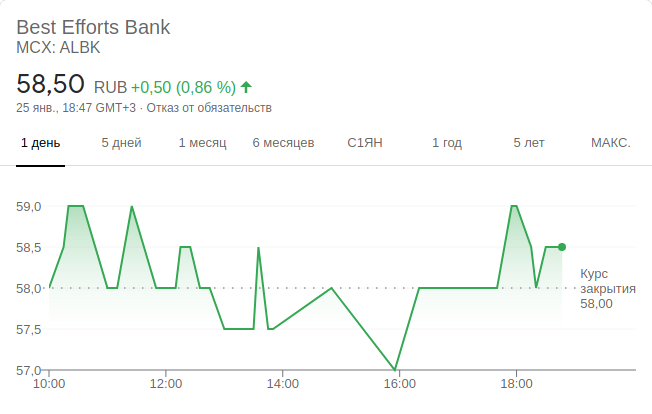 Best Efforts Bank
MCX: ALBK
58,50 RUB +0,50 (0,86 %)
25 янв., 18:47 GMT+3 · Отказ от обязательств
1 день 5 дней 1 месяц 6 месяцев С1ЯН 1 год 5 лет МАКС.
59,0
58,5
58,0
57,5
57,0
Курс
закрытия
58,00
10:00 12:00 14:00 16:00 18:00